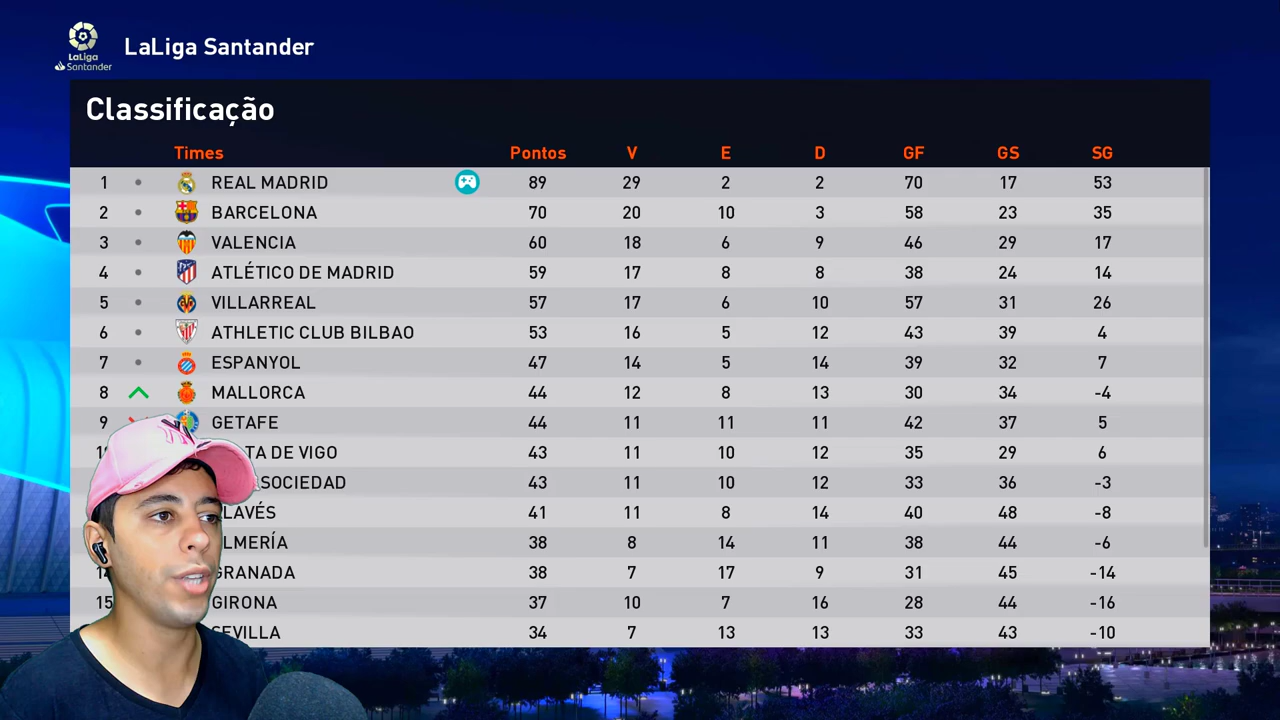 LaLiga
Santander
LaLiga Santander
Classificação
Times Pontos V E D GF GS SG
1 REAL MADRID 89 29 2 2 70 17 53
2 BARCELONA 70 20 10 3 58 23 35
3 VALENCIA 60 18 6 9 46 29 17
4 ATLÉTICO DE MADRID 59 17 8 8 38 24 14
5 VILLARREAL 57 17 6 10 57 31 26
6 ATHLETIC CLUB BILBAO 53 16 5 12 43 39 4
7 ESPANYOL 47 14 5 14 39 32 7
8 MALLORCA 44 12 8 13 30 34 -4
9 GETAFE 44 11 11 11 42 37 5
TA DE VIGO 43 11 10 12 35 29 6
SOCIEDAD 43 11 10 12 33 36 -3
LAVÉS 41 11 8 14 40 48 -8
LMERÍA 38 8 14 11 38 44 -6
GRANADA 38 7 17 9 31 45 -14
15 GIRONA 37 10 7 16 28 44 -16
SEVILLA 34 7 13 13 33 43 -10